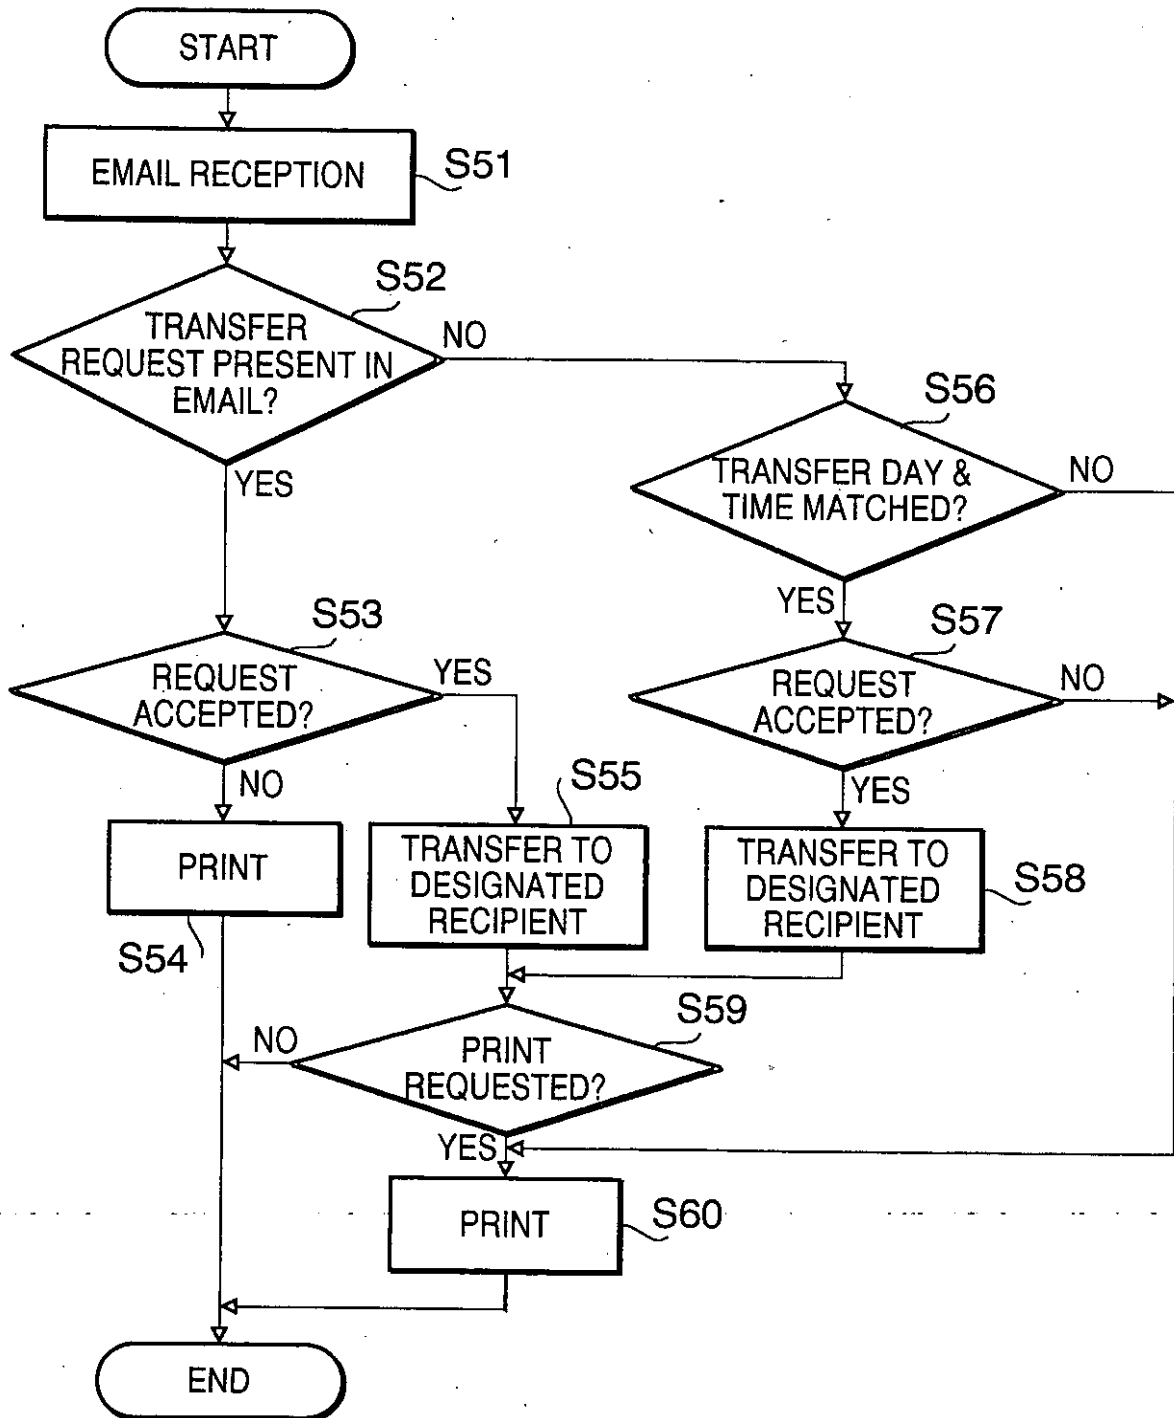 START
EMAIL RECEPTION
S51
S52
TRANSFER
REQUEST PRESENT IN
EMAIL?
NO
YES
S56
TRANSFER DAY &
TIME MATCHED?
NO
YES
S53
REQUEST
ACCEPTED?
YES
NO
S57
REQUEST
ACCEPTED?
NO
YES
PRINT
S54
S55
TRANSFER TO
DESIGNATED
RECIPIENT
TRANSFER TO
DESIGNATED
RECIPIENT
S58
S59
PRINT
REQUESTED?
NO
YES
PRINT
S60
END